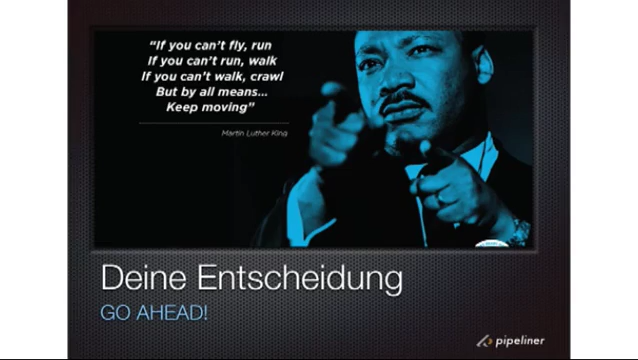 “If you can’t fly, run
If you can’t run, walk
If you can’t walk, crawl
But by all means...
Keep moving”
Martin Luther King
Deine Entscheidung
GO AHEAD!
pipeliner